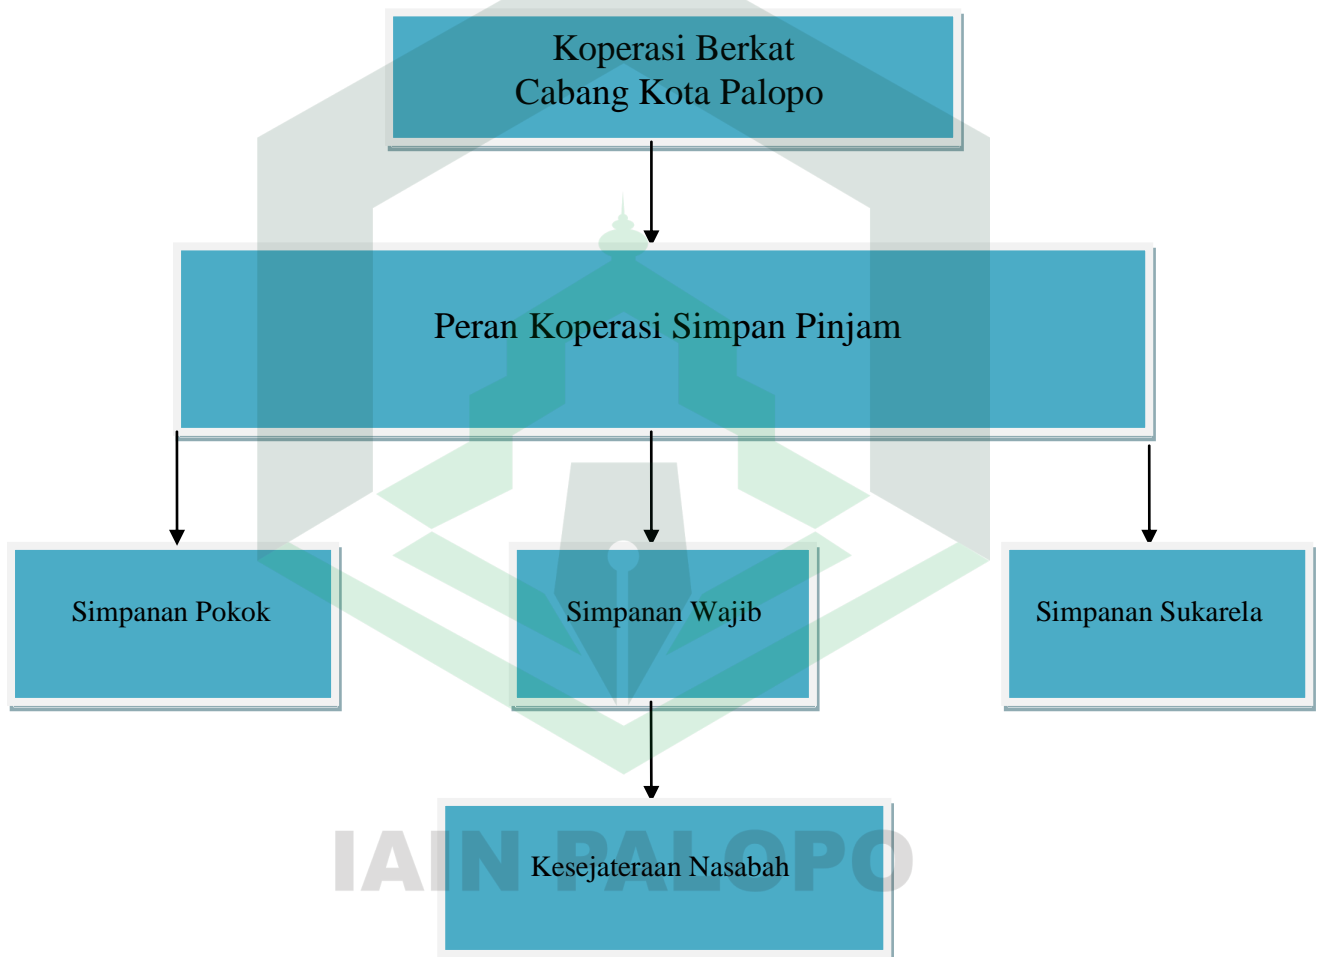 Koperasi Berkat
Cabang Kota Palopo
Peran Koperasi Simpan Pinjam
Simpanan Pokok
Simpanan Wajib
Simpanan Sukarela
Kesejateraan Nasabah
IAIN PALOPO